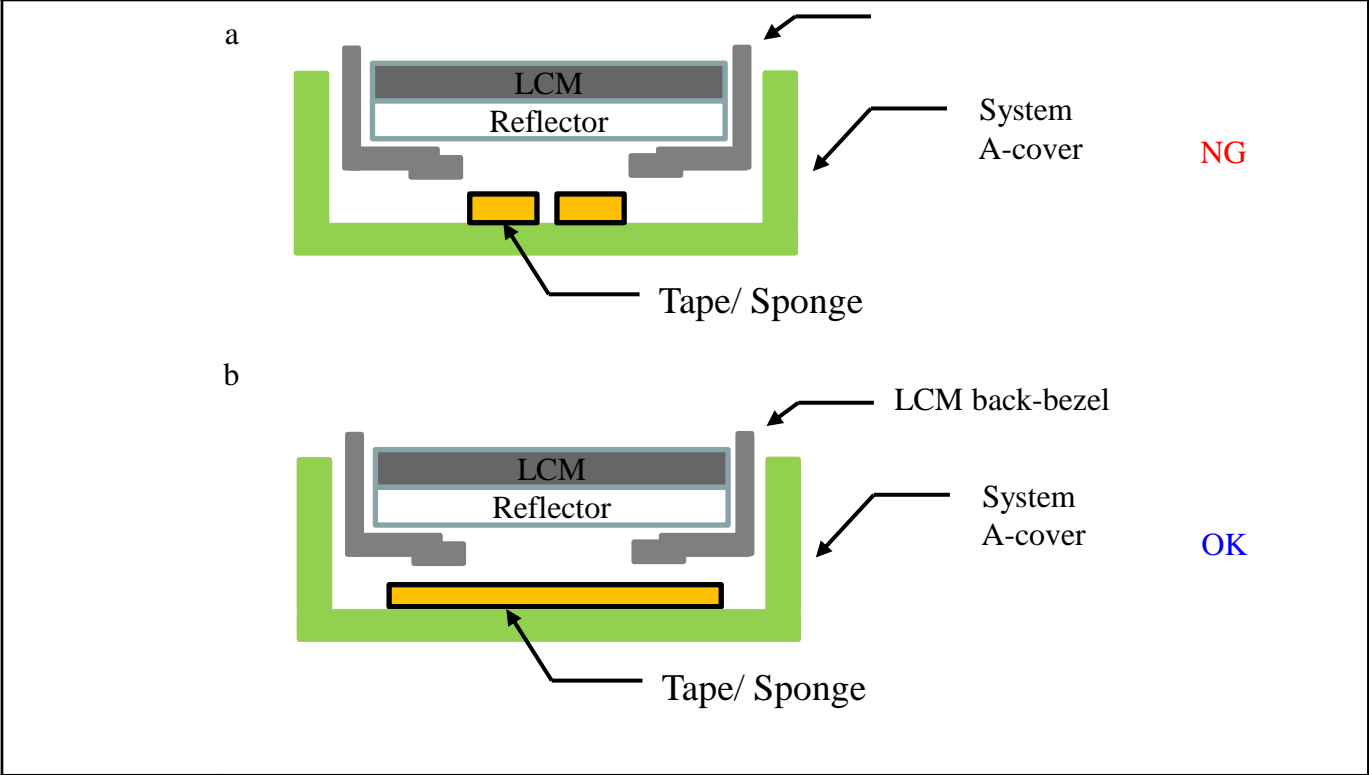 a
LCM
Reflector
System
A-cover
NG
Tape/ Sponge
b
LCM back-bezel
LCM
Reflector
System
A-cover
OK
Tape/ Sponge